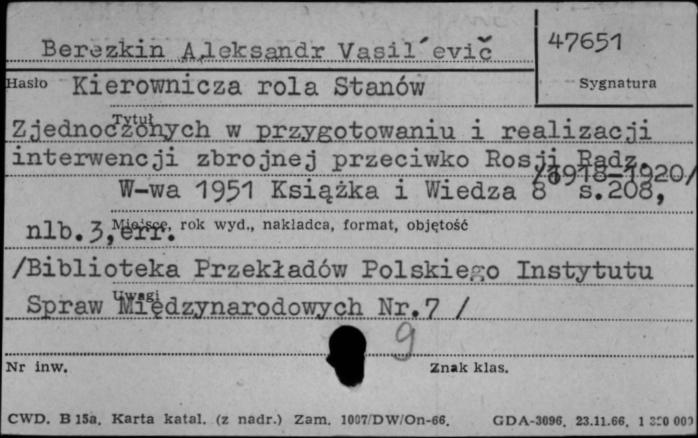 Berezkin Aleksandr Vasil´evič
47651
Hasło Kierownicza rola Stanów
Sygnatura
Tytuł
Zjednoczonych w przygotowaniu i realizacji
interwencji zbrojnej przeciwko Rosji Radz.
/1918-1920/
W-wa 1951 Książka i Wiedza 8° s.208,
Miejsce, rok wyd., nakładca, format, objętość
nlb.3,err.
/Biblioteka Przekładów Polskiego Instytutu
Uwagi
Spraw Międzynarodowych Nr.7 /
9
Nr inw.
Znak klas.
CWD. B 15a. Karta katal. (z nadr.) Zam. 1007/DW/On-66. GDA-3096. 23.11.66.